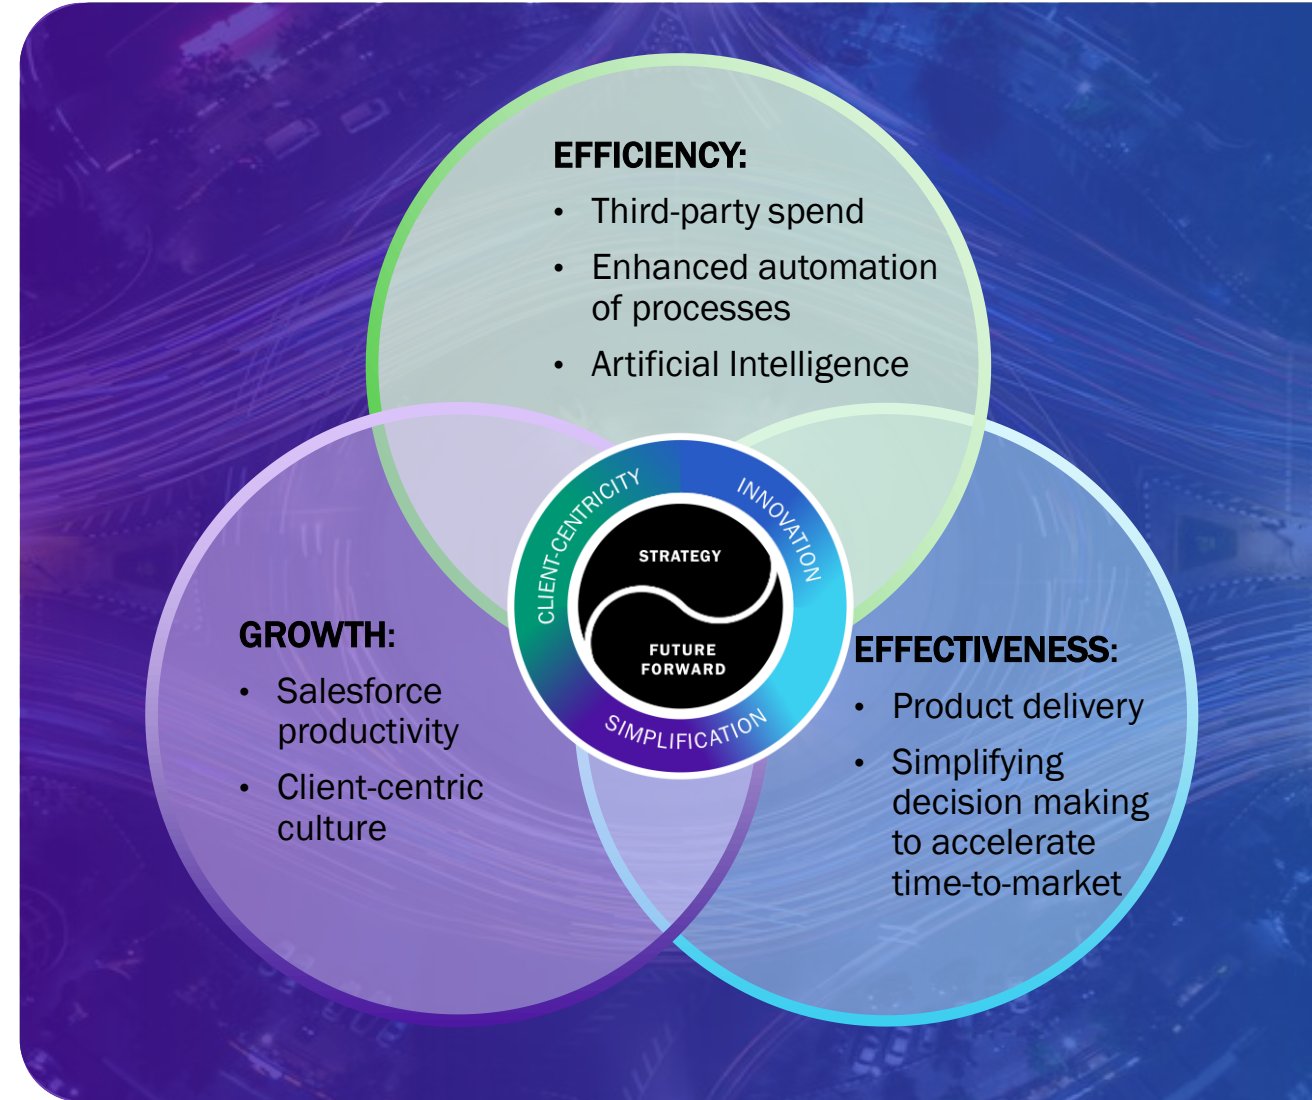 EFFICIENCY:
• Third-party spend
• Enhanced automation
of processes
• Artificial Intelligence
CLIENT-CENTRICITY
INNOVATION
STRATEGY
FUTURE
FORWARD
SIMPLIFICATION
GROWTH:
• Salesforce
productivity
• Client-centric
culture
EFFECTIVENESS:
• Product delivery
• Simplifying
decision making
to accelerate
time-to-market